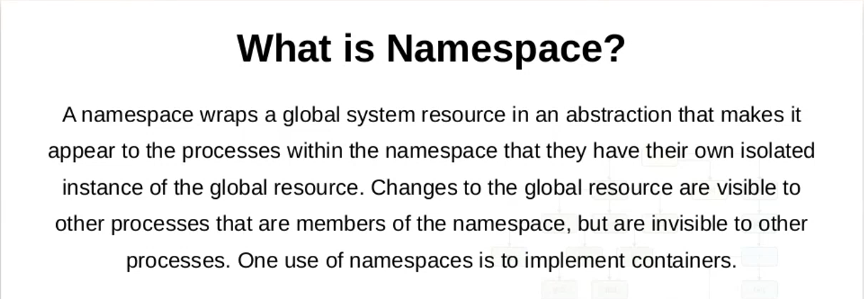 What is Namespace?
A namespace wraps a global system resource in an abstraction that makes it
appear to the processes within the namespace that they have their own isolated
instance of the global resource. Changes to the global resource are visible to
other processes that are members of the namespace, but are invisible to other
processes. One use of namespaces is to implement containers.